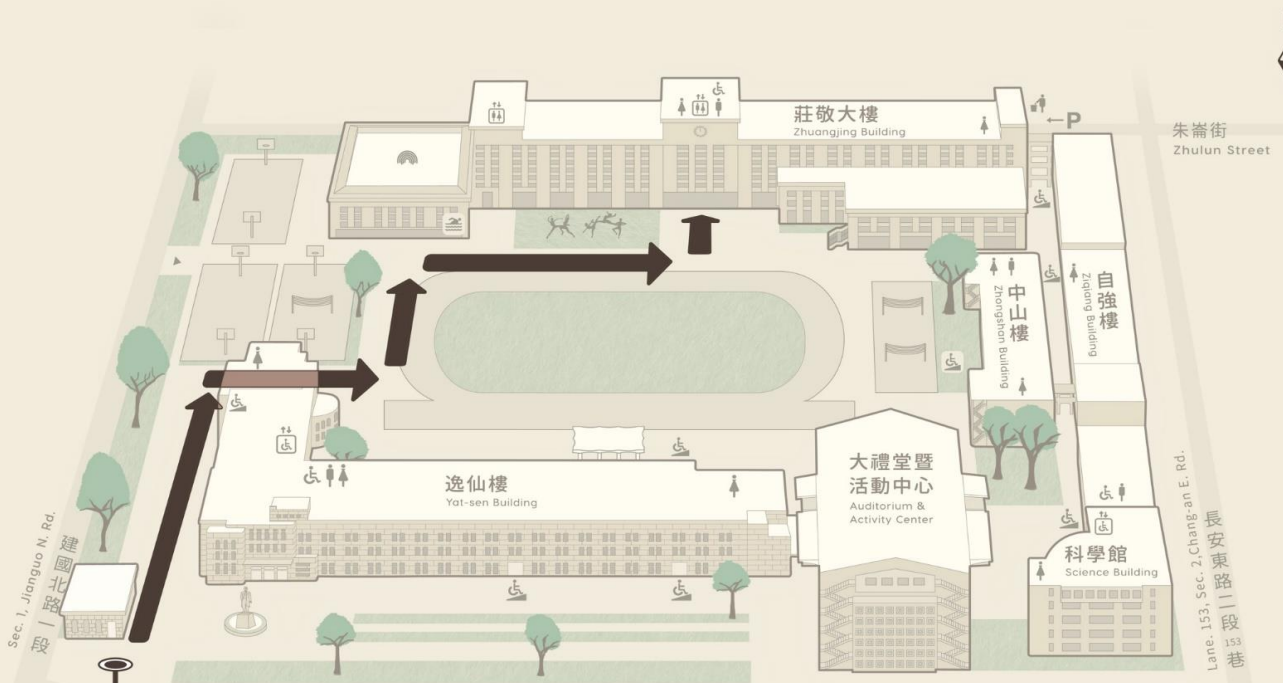 莊敬大樓
Zhuangjing Building
←P
朱崙街
Zhulun Street
中山樓
Zhongshan Building
自強樓
Ziqiang Building
逸仙樓
Yat-sen Building
大禮堂暨
活動中心
Auditorium &
Activity Center
科學館
Science Building
Sec. 1, Jianguo N. Rd.
建國北路一段
Lane. 153, Sec. 2,Chang-an E. Rd.
長安東路二段153巷